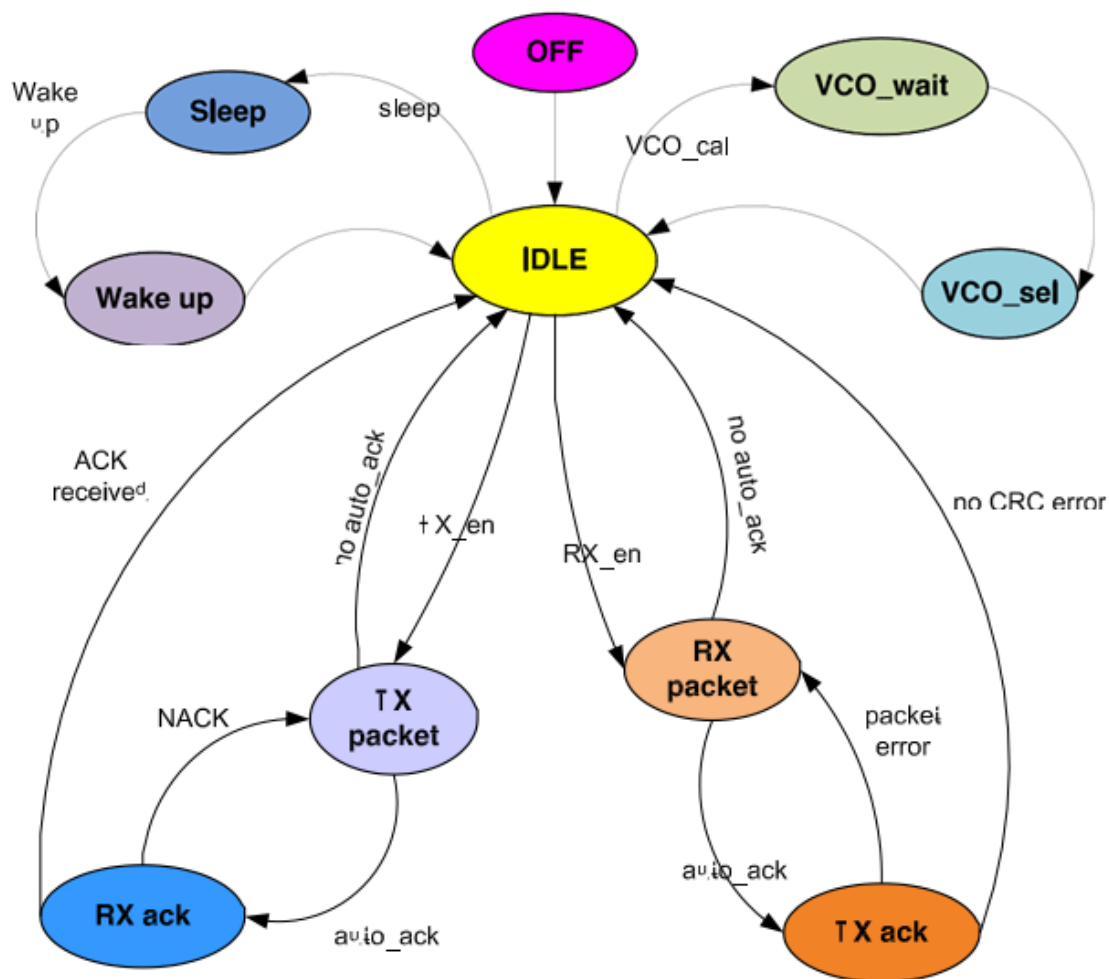 OFF
VCO_wait
Sleep
Wake
up
sleep
VCO_cal
IDLE
Wake up
VCO_sel
ACK
received
no auto_ack
TX_en
RX_en
no auto_ack
no CRC error
RX
packet
TX
packet
NACK
packet
error
auto_ack
RX ack
auto_ack
TX ack